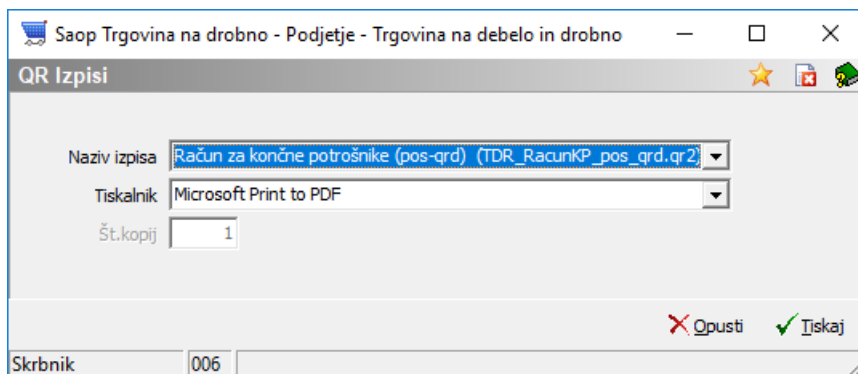 Saop Trgovina na drobno - Podjetje - Trgovina na debelo in drobno
QR Izpisi
Naziv izpisa Račun za končne potrošnike (pos-qrd) (TDR_RacunKP_pos_qrd.qr2)
Tiskalnik Microsoft Print to PDF
Št.kopij 1
Opusti Tiskaj
Skrbnik 006